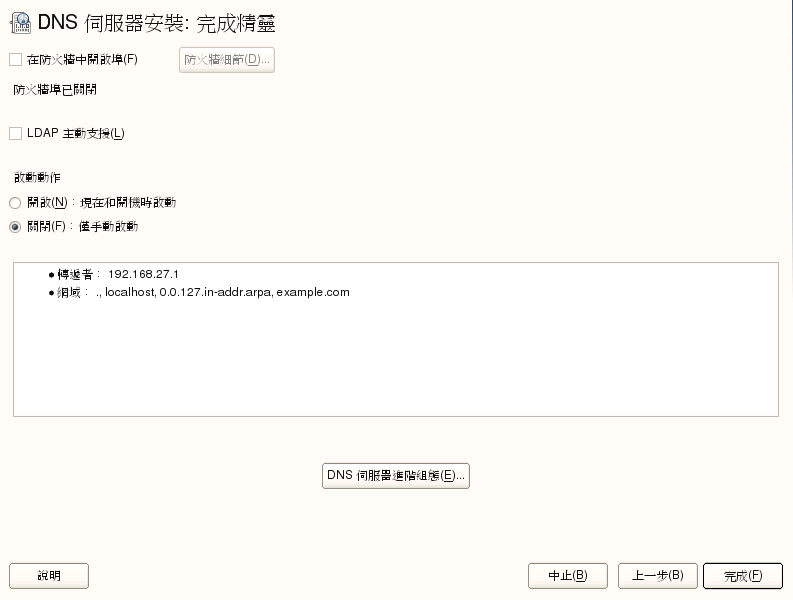 DNS 伺服器安裝: 完成精靈
在防火牆中開啟埠(F) 防火牆細節(D)...
防火牆埠已關閉
LDAP 主動支援(L)
啟動動作
開啟(N)：現在和開機時啟動
關閉(F)：僅手動啟動
● 轉遞者： 192.168.27.1
● 網域： ., localhost, 0.0.127.in-addr.arpa, example.com
DNS 伺服器進階組態(E)...
說明 中止(B) 上一步(B) 完成(F)